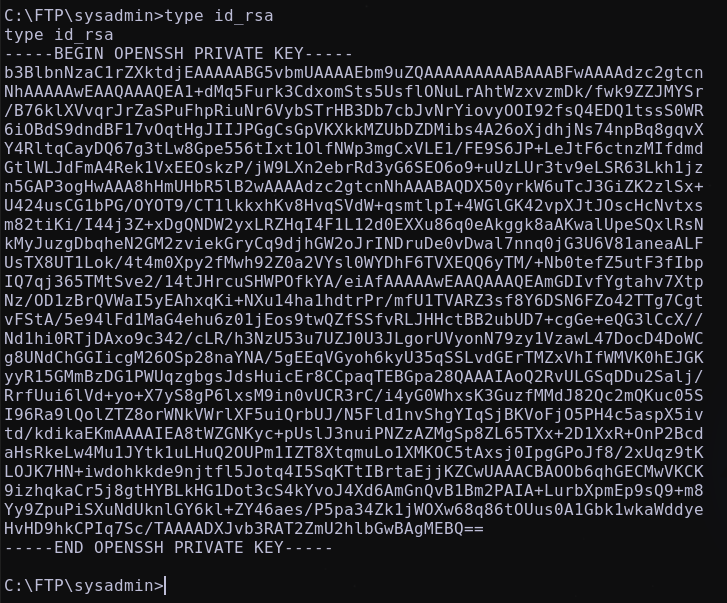 C:\FTP\sysadmin>type id_rsa
type id_rsa
-----BEGIN OPENSSH PRIVATE KEY-----
b3BlbnNzaC1rZXktdjEAAAAABG5vbmUAAAAEbm9uZQAAAAAAAAABAAABFwAAAAdzc2gtcn
NhAAAAAwEAAQAAAQEA1+dMq5Furk3CdxomSts5UsflONuLrAhtWzxvzmDk/fwk9ZZJMYSr
/B76klXVvqrJrZaSPuFhpRiuNr6VybSTrHB3Db7cbJvNrYiovyOOI92fsQ4EDQ1tssS0WR
6iOBdS9dndBF17vOqtHgJIIJPGgCsGpVKXkkMZUbDZDMibs4A26oXjdhjNs74npBq8gqvX
Y4RltqCayDQ67g3tLw8Gpe556tIxt1OlfNWp3mgCxVLE1/FE9S6JP+LeJtF6ctnzMIfdmd
GtlWLJdFmA4Rek1VxEEOskzP/jW9LXn2ebrRd3yG6SEO6o9+uUzLUr3tv9eLSR63Lkh1jz
n5GAP3ogHwAAA8hHmUHbR5lB2wAAAAdzc2gtcnNhAAABAQDX50yrkW6uTcJ3GiZK2zlSx+
U424usCG1bPG/OYOT9/CT1lkkxhKv8HvqSVdW+qsmtlpI+4WGlGK42vpXJtJOscHcNvtxs
m82tiKi/I44j3Z+xDgQNDW2yxLRZHqI4F1L12d0EXXu86q0eAkggk8aAKwalUpeSQxlRsN
kMyJuzgDbqheN2GM2zviekGryCq9djhGW2oJrINDruDe0vDwal7nnq0jG3U6V81aneaALF
UsTX8UT1Lok/4t4m0Xpy2fMwh92Z0a2VYsl0WYDhF6TVXEQQ6yTM/+Nb0tefZ5utF3fIbp
IQ7qj365TMtSve2/14tJHrcuSHWPOfkYA/eiAfAAAAAwEAAQAAAQEAmGDIvfYgtahv7Xtp
Nz/OD1zBrQVWaI5yEAhxqKi+NXu14ha1hdtrPr/mfU1TVARZ3sf8Y6DSN6FZo42TTg7Cgt
vFStA/5e94lFd1MaG4ehu6z01jEos9twQZfSSfvRLJHHctBB2ubUD7+cgGe+eQG3lCcX//
Nd1hi0RTjDAxo9c342/cLR/h3NzU53u7UZJ0U3JLgorUVyonN79zy1VzawL47DocD4DoWC
g8UNdChGGIicgM26OSp28naYNA/5gEEqVGyoh6kyU35qSSLvdGErTMZxVhIfWMVK0hEJGK
yyR15GMmBzDG1PWUqzgbgsJdsHuicEr8CCpaqTEBGpa28QAAAIAoQ2RvULGSqDDu2Salj/
RrfUui6lVd+yo+X7yS8gP6lxsM9in0vUCR3rC/i4yG0WhxsK3GuzfMMdJ82Qc2mQKuc05S
I96Ra9lQolZTZ8orWNkVWrlXF5uiQrbUJ/N5Fld1nvShgYIqSjBKVoFjO5PH4c5aspX5iv
td/kdikaEKmAAAAIEA8tWZGNKyc+pUslJ3nuiPNZzAZMgSp8ZL65TXx+2D1XxR+OnP2Bcd
aHsRkeLw4Mu1JYtk1uLHuQ2OUPm1IZT8XtqmuLo1XMKOC5tAxsj0IpgGPoJf8/2xUqz9tK
LOJK7HN+iwdohkkde9njtfl5Jotq4I5SqKTtIBrtaEjjKZCwUAAACBAOOb6qhGECMwVKCK
9izhqkaCr5j8gtHYBLkHG1Dot3cS4kYvoJ4Xd6AmGnQvB1Bm2PAIA+LurbXpmEp9sQ9+m8
Yy9ZpuPiSXuNdUknlGY6kl+ZY46aes/P5pa34Zk1jWOXw68q86tOUus0A1Gbk1wkaWddye
HvHD9hkCPIq7Sc/TAAAADXJvb3RAT2ZmU2hlbGwBAgMEBQ==
-----END OPENSSH PRIVATE KEY-----
C:\FTP\sysadmin>